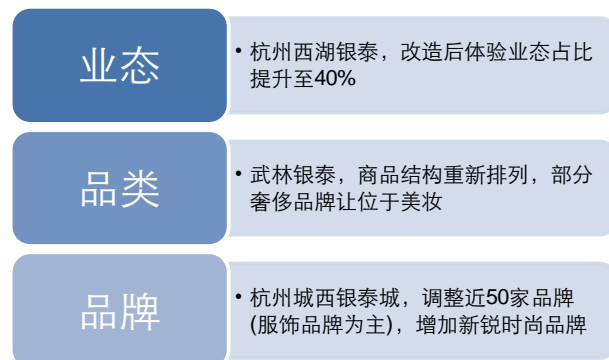 业态
• 杭州西湖银泰，改造后体验业态占比
提升至40%
品类
• 武林银泰，商品结构重新排列，部分
奢侈品牌让位于美妆
品牌
• 杭州城西银泰城，调整近50家品牌
(服饰品牌为主)，增加新锐时尚品牌